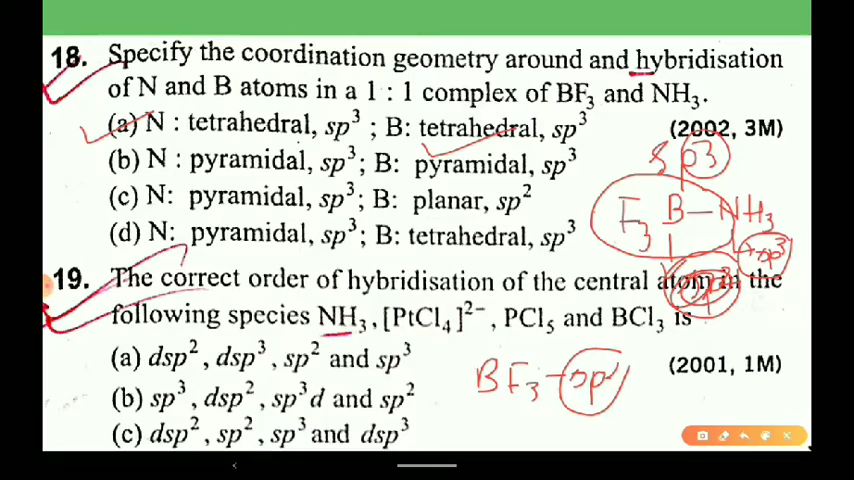 18. Specify the coordination geometry around and hybridisation
of N and B atoms in a 1 : 1 complex of BF₃ and NH₃.
(a) N : tetrahedral, sp³ ; B: tetrahedral, sp³ (2002, 3M)
(b) N : pyramidal, sp³; B: pyramidal, sp³
(c) N: pyramidal, sp³; B: planar, sp²
(d) N: pyramidal, sp³; B: tetrahedral, sp³
sp3
F₃ B – NH₃
sp³
19. The correct order of hybridisation of the central atom in the
following species NH₃, [PtCl₄]²⁻, PCl₅ and BCl₃ is
(a) dsp², dsp³, sp² and sp³ (2001, 1M)
BF₃ –
(b) sp³, dsp², sp³d and sp²
(c) dsp², sp², sp³ and dsp³